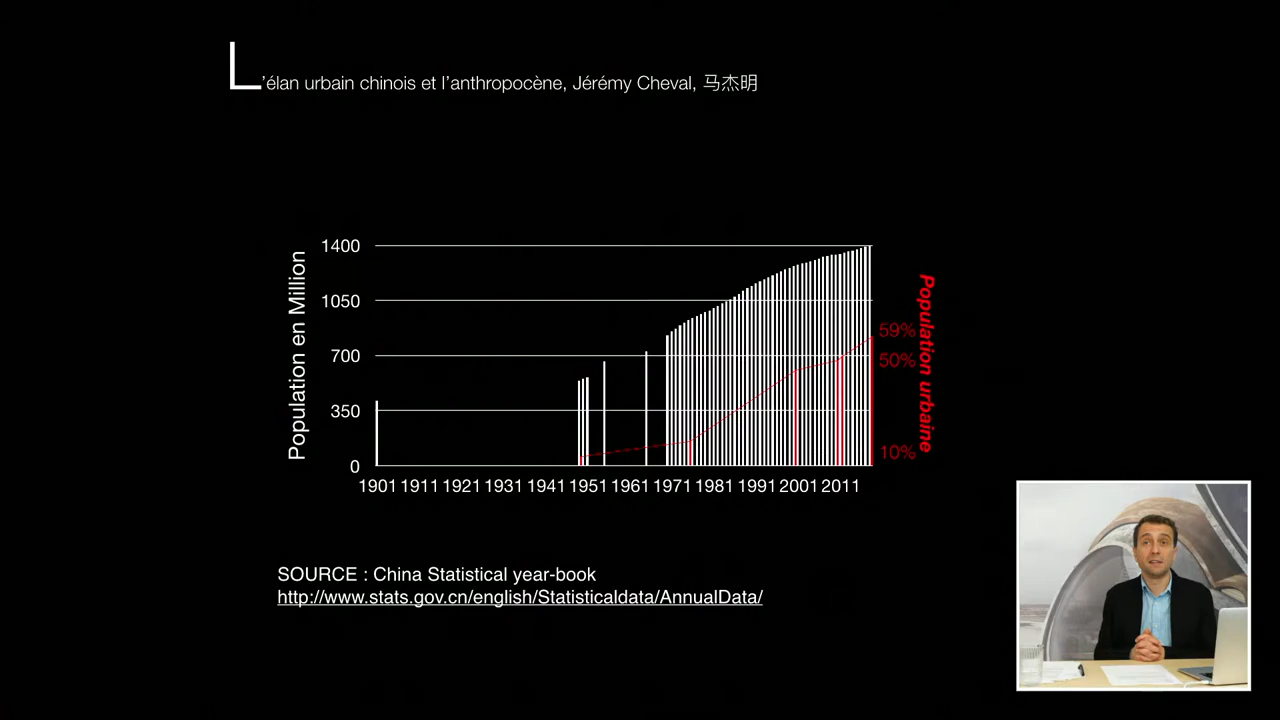 L’élan urbain chinois et l’anthropocène, Jérémy Cheval, 马杰明
Population en Million
1400
1050
700
350
0
1901 1911 1921 1931 1941 1951 1961 1971 1981 1991 2001 2011
59%
50%
10%
Population urbaine
SOURCE : China Statistical year-book
http://www.stats.gov.cn/english/Statisticaldata/AnnualData/